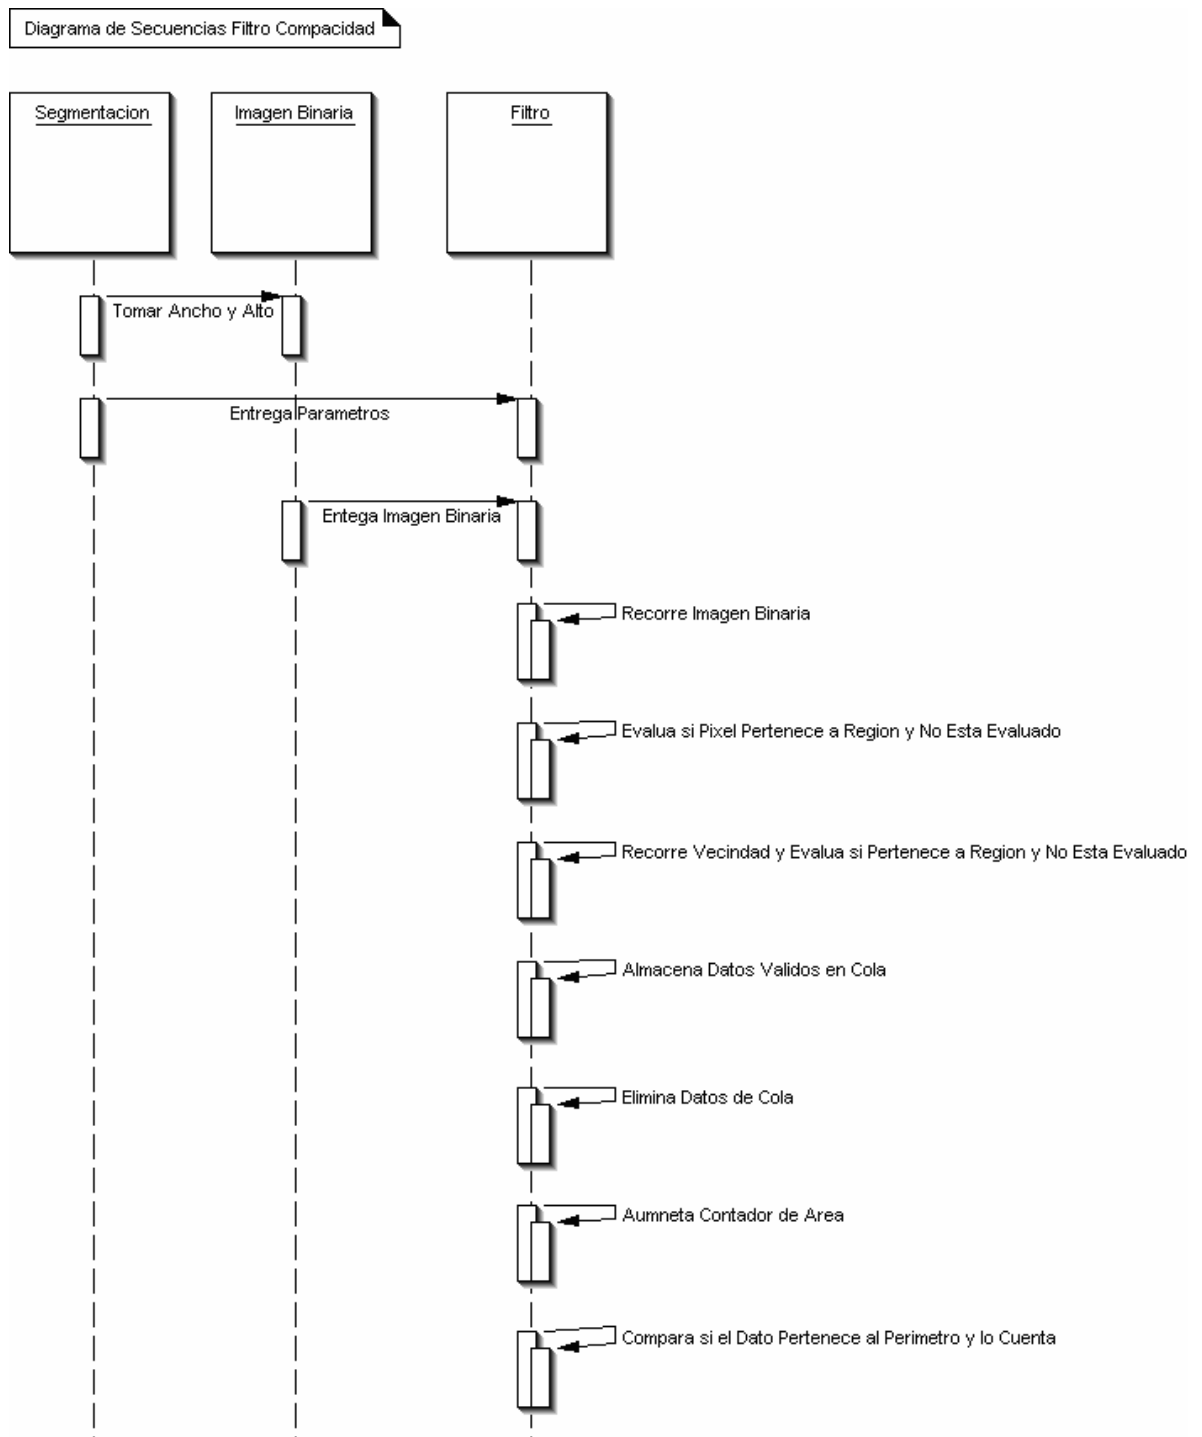 Diagrama de Secuencias Filtro Compacidad
Segmentacion
Imagen Binaria
Filtro
Tomar Ancho y Alto
Entrega Parametros
Entega Imagen Binaria
Recorre Imagen Binaria
Evalua si Pixel Pertenece a Region y No Esta Evaluado
Recorre Vecindad y Evalua si Pertenece a Region y No Esta Evaluado
Almacena Datos Validos en Cola
Elimina Datos de Cola
Aumneta Contador de Area
Compara si el Dato Pertenece al Perimetro y lo Cuenta